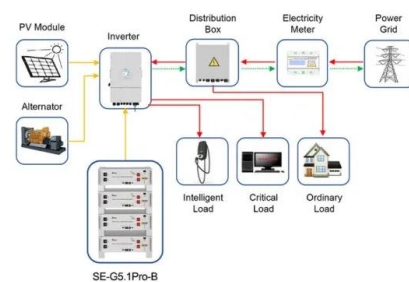 PV Module
Inverter
Distribution
Box
Electricity
Meter
Power
Grid
Alternator
Intelligent
Load
Critical
Load
Ordinary
Load
SE-G5.1Pro-B